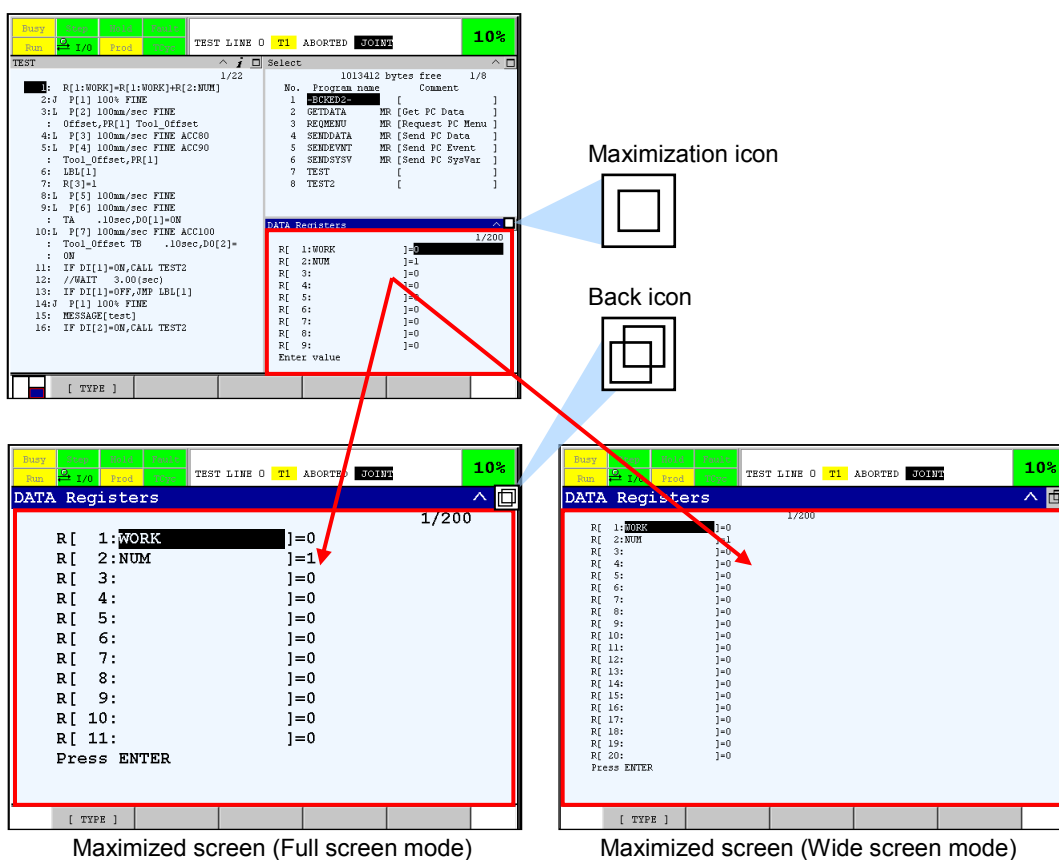 Busy Step Hold Fault
Run I/O Prod TCyc
TEST LINE 0 T1 ABORTED JOINT
10%
TEST
1/22
1: R[1:WORK]=R[1:WORK]+R[2:NUM]
2:J P[1] 100% FINE
3:L P[2] 100mm/sec FINE
: Offset,PR[1] Tool_Offset
4:L P[3] 100mm/sec FINE ACC80
5:L P[4] 100mm/sec FINE ACC90
: Tool_Offset,PR[1]
6: LBL[1]
7: R[3]=1
8:L P[5] 100mm/sec FINE
9:L P[6] 100mm/sec FINE
: TA .10sec,DO[1]=ON
10:L P[7] 100mm/sec FINE ACC100
: Tool_Offset TB .10sec,DO[2]=
: ON
11: IF DI[1]=ON,CALL TEST2
12: //WAIT 3.00(sec)
13: IF DI[1]=OFF,JMP LBL[1]
14:J P[1] 100% FINE
15: MESSAGE[test]
16: IF DI[2]=ON,CALL TEST2
Select
1013412 bytes free 1/8
No. Program name Comment
1 -BCKED2- [ ]
2 GETDATA MR [Get PC Data ]
3 REQMENU MR [Request PC Menu ]
4 SENDDATA MR [Send PC Data ]
5 SENDEVNT MR [Send PC Event ]
6 SENDSYSV MR [Send PC SysVar ]
7 TEST [ ]
8 TEST2 [ ]
DATA Registers
1/200
R[ 1:WORK ]=0
R[ 2:NUM ]=1
R[ 3: ]=0
R[ 4: ]=0
R[ 5: ]=0
R[ 6: ]=0
R[ 7: ]=0
R[ 8: ]=0
R[ 9: ]=0
Enter value
[ TYPE ]
Maximization icon
Back icon
Busy Step Hold Fault
Run I/O Prod TCyc
TEST LINE 0 T1 ABORTED JOINT
10%
DATA Registers
1/200
R[ 1:WORK ]=0
R[ 2:NUM ]=1
R[ 3: ]=0
R[ 4: ]=0
R[ 5: ]=0
R[ 6: ]=0
R[ 7: ]=0
R[ 8: ]=0
R[ 9: ]=0
R[ 10: ]=0
R[ 11: ]=0
Press ENTER
[ TYPE ]
Maximized screen (Full screen mode)
Busy Step Hold Fault
Run I/O Prod TCyc
TEST LINE 0 T1 ABORTED JOINT
10%
DATA Registers
1/200
R[ 1:WORK ]=0
R[ 2:NUM ]=1
R[ 3: ]=0
R[ 4: ]=0
R[ 5: ]=0
R[ 6: ]=0
R[ 7: ]=0
R[ 8: ]=0
R[ 9: ]=0
R[ 10: ]=0
R[ 11: ]=0
R[ 12: ]=0
R[ 13: ]=0
R[ 14: ]=0
R[ 15: ]=0
R[ 16: ]=0
R[ 17: ]=0
R[ 18: ]=0
R[ 19: ]=0
R[ 20: ]=0
Press ENTER
[ TYPE ]
Maximized screen (Wide screen mode)